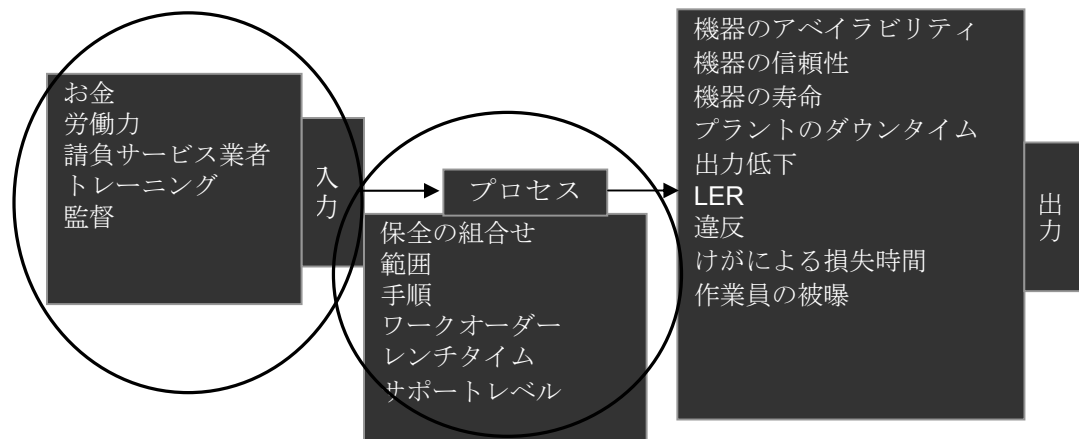 お金
労働力
請負サービス業者
トレーニング
監督
入力
プロセス
保全の組合せ
範囲
手順
ワークオーダー
レンチタイム
サポートレベル
機器のアベイラビリティ
機器の信頼性
機器の寿命
プラントのダウンタイム
出力低下
LER
違反
けがによる損失時間
作業員の被曝
出力